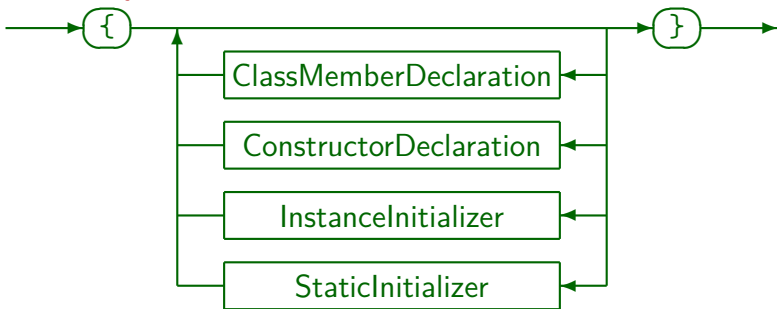 { }
ClassMemberDeclaration
ConstructorDeclaration
InstanceInitializer
StaticInitializer